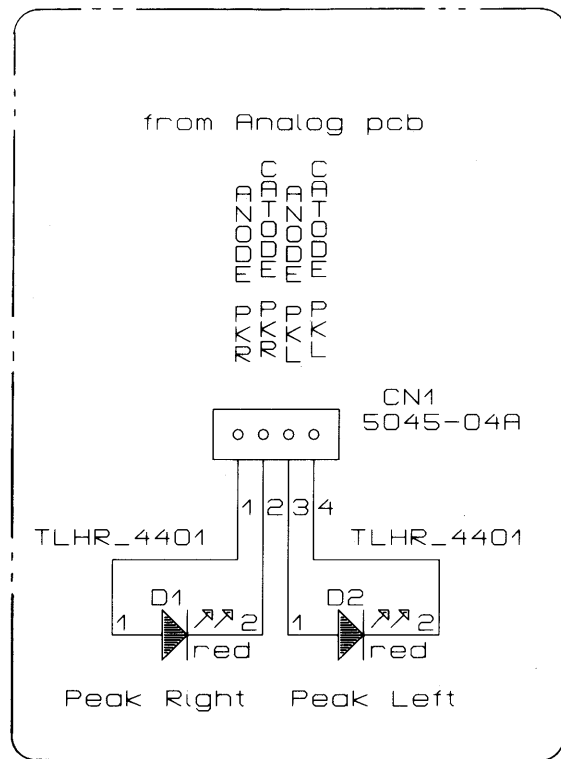 from Analog pcb
ANODE PKR
CATODE PKR
ANODE PKL
CATODE PKL
CN1
5045-04A
1 2 3 4
TLHR_4401 TLHR_4401
D1 D2
1 2 1 2
red red
Peak Right Peak Left